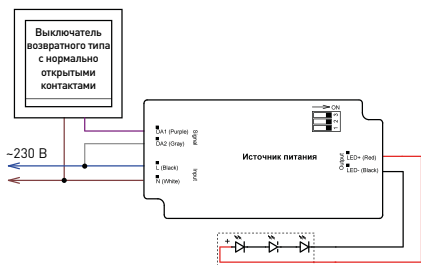 Выключатель
возвратного типа
с нормально
открытыми
контактами
~230 В
DA1 (Purple)
DA2 (Gray)
Signal
L (Black)
N (White)
Input
Источник питания
ON
1 2 3
Output
LED+ (Red)
LED- (Black)
+